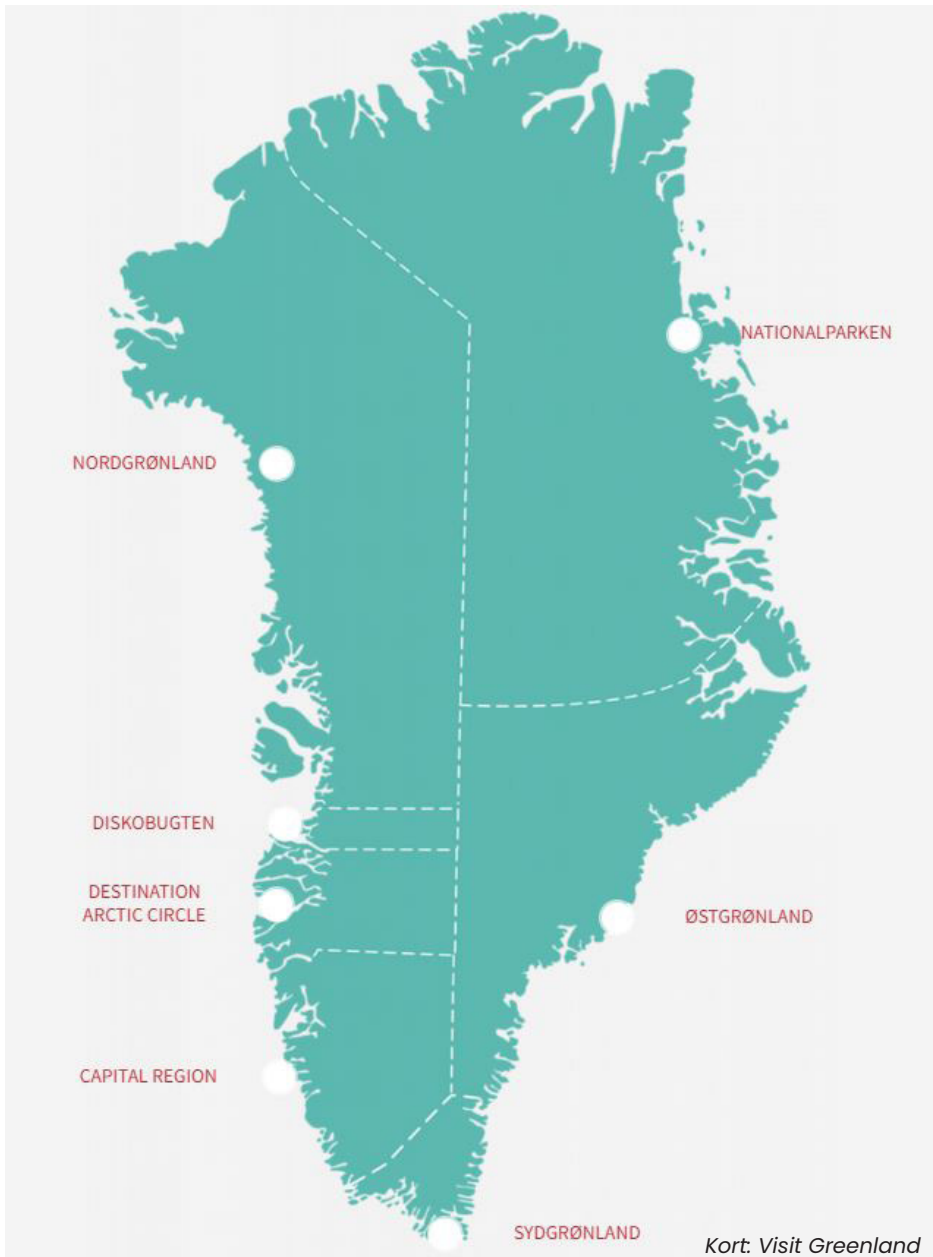 NATIONALPARKEN
NORDGRØNLAND
DISKOBUGTEN
DESTINATION
ARCTIC CIRCLE
ØSTGRØNLAND
CAPITAL REGION
SYDGRØNLAND
Kort: Visit Greenland